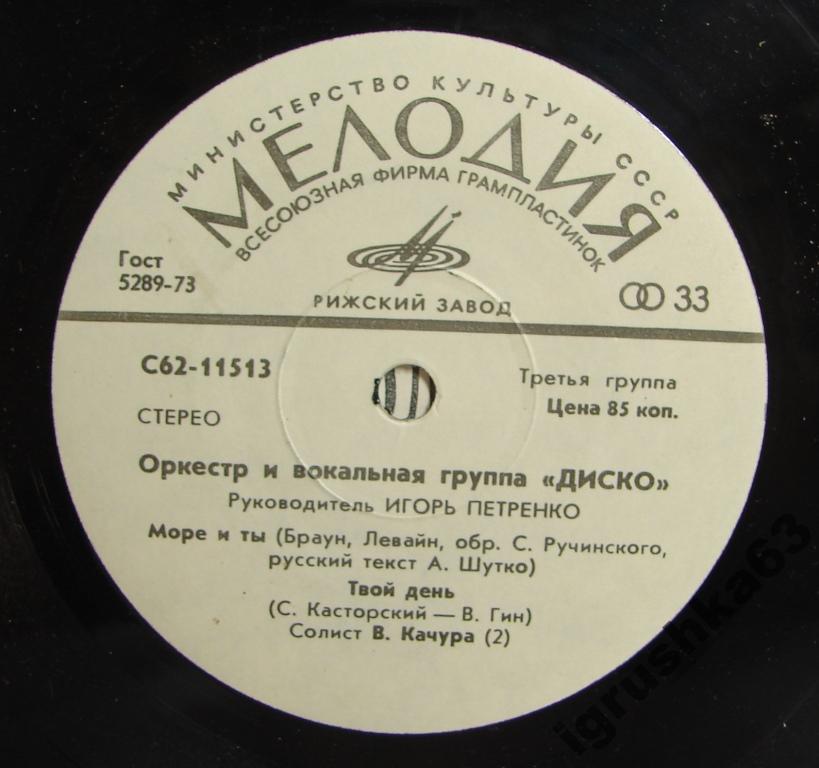 МИНИСТЕРСТВО КУЛЬТУРЫ СССР
МЕЛОДИЯ
ВСЕСОЮЗНАЯ ФИРМА ГРАМПЛАСТИНОК
Гост
5289-73
РИЖСКИЙ ЗАВОД
33
С62-11513
Третья группа
СТЕРЕО
Цена 85 коп.
Оркестр и вокальная группа «ДИСКО»
Руководитель ИГОРЬ ПЕТРЕНКО
Море и ты (Браун, Левайн, обр. С. Ручинского,
русский текст А. Шутко)
Твой день
(С. Касторский — В. Гин)
Солист В. Качура (2)
igrushka63